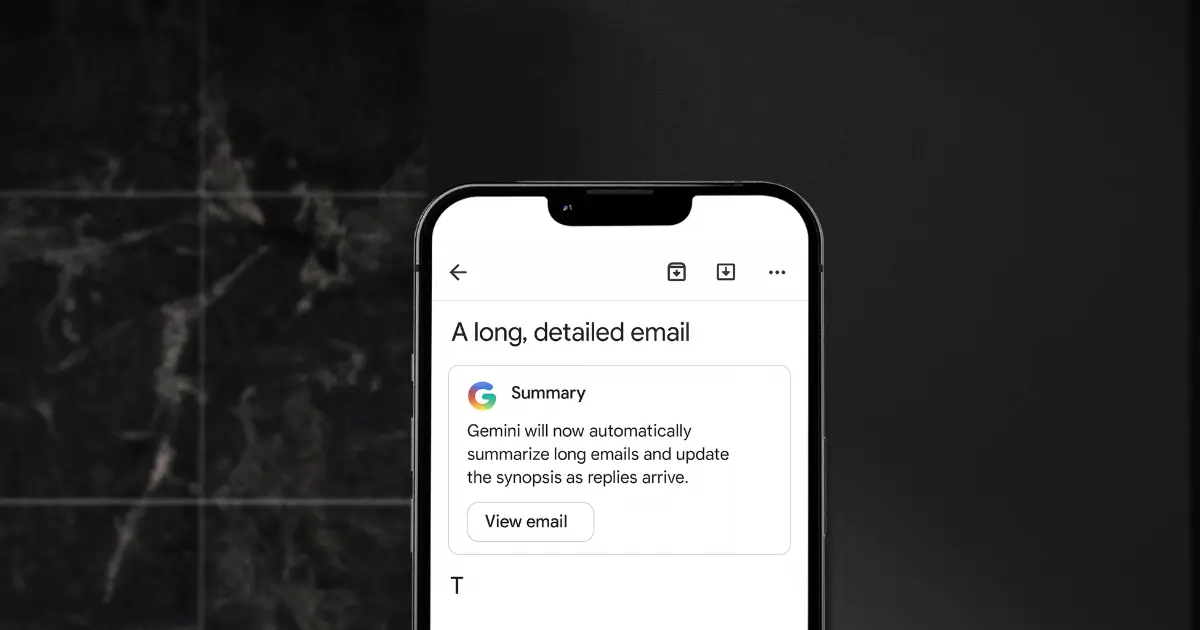 A long, detailed email
Summary
Gemini will now automatically
summarize long emails and update
the synopsis as replies arrive.
View email
T